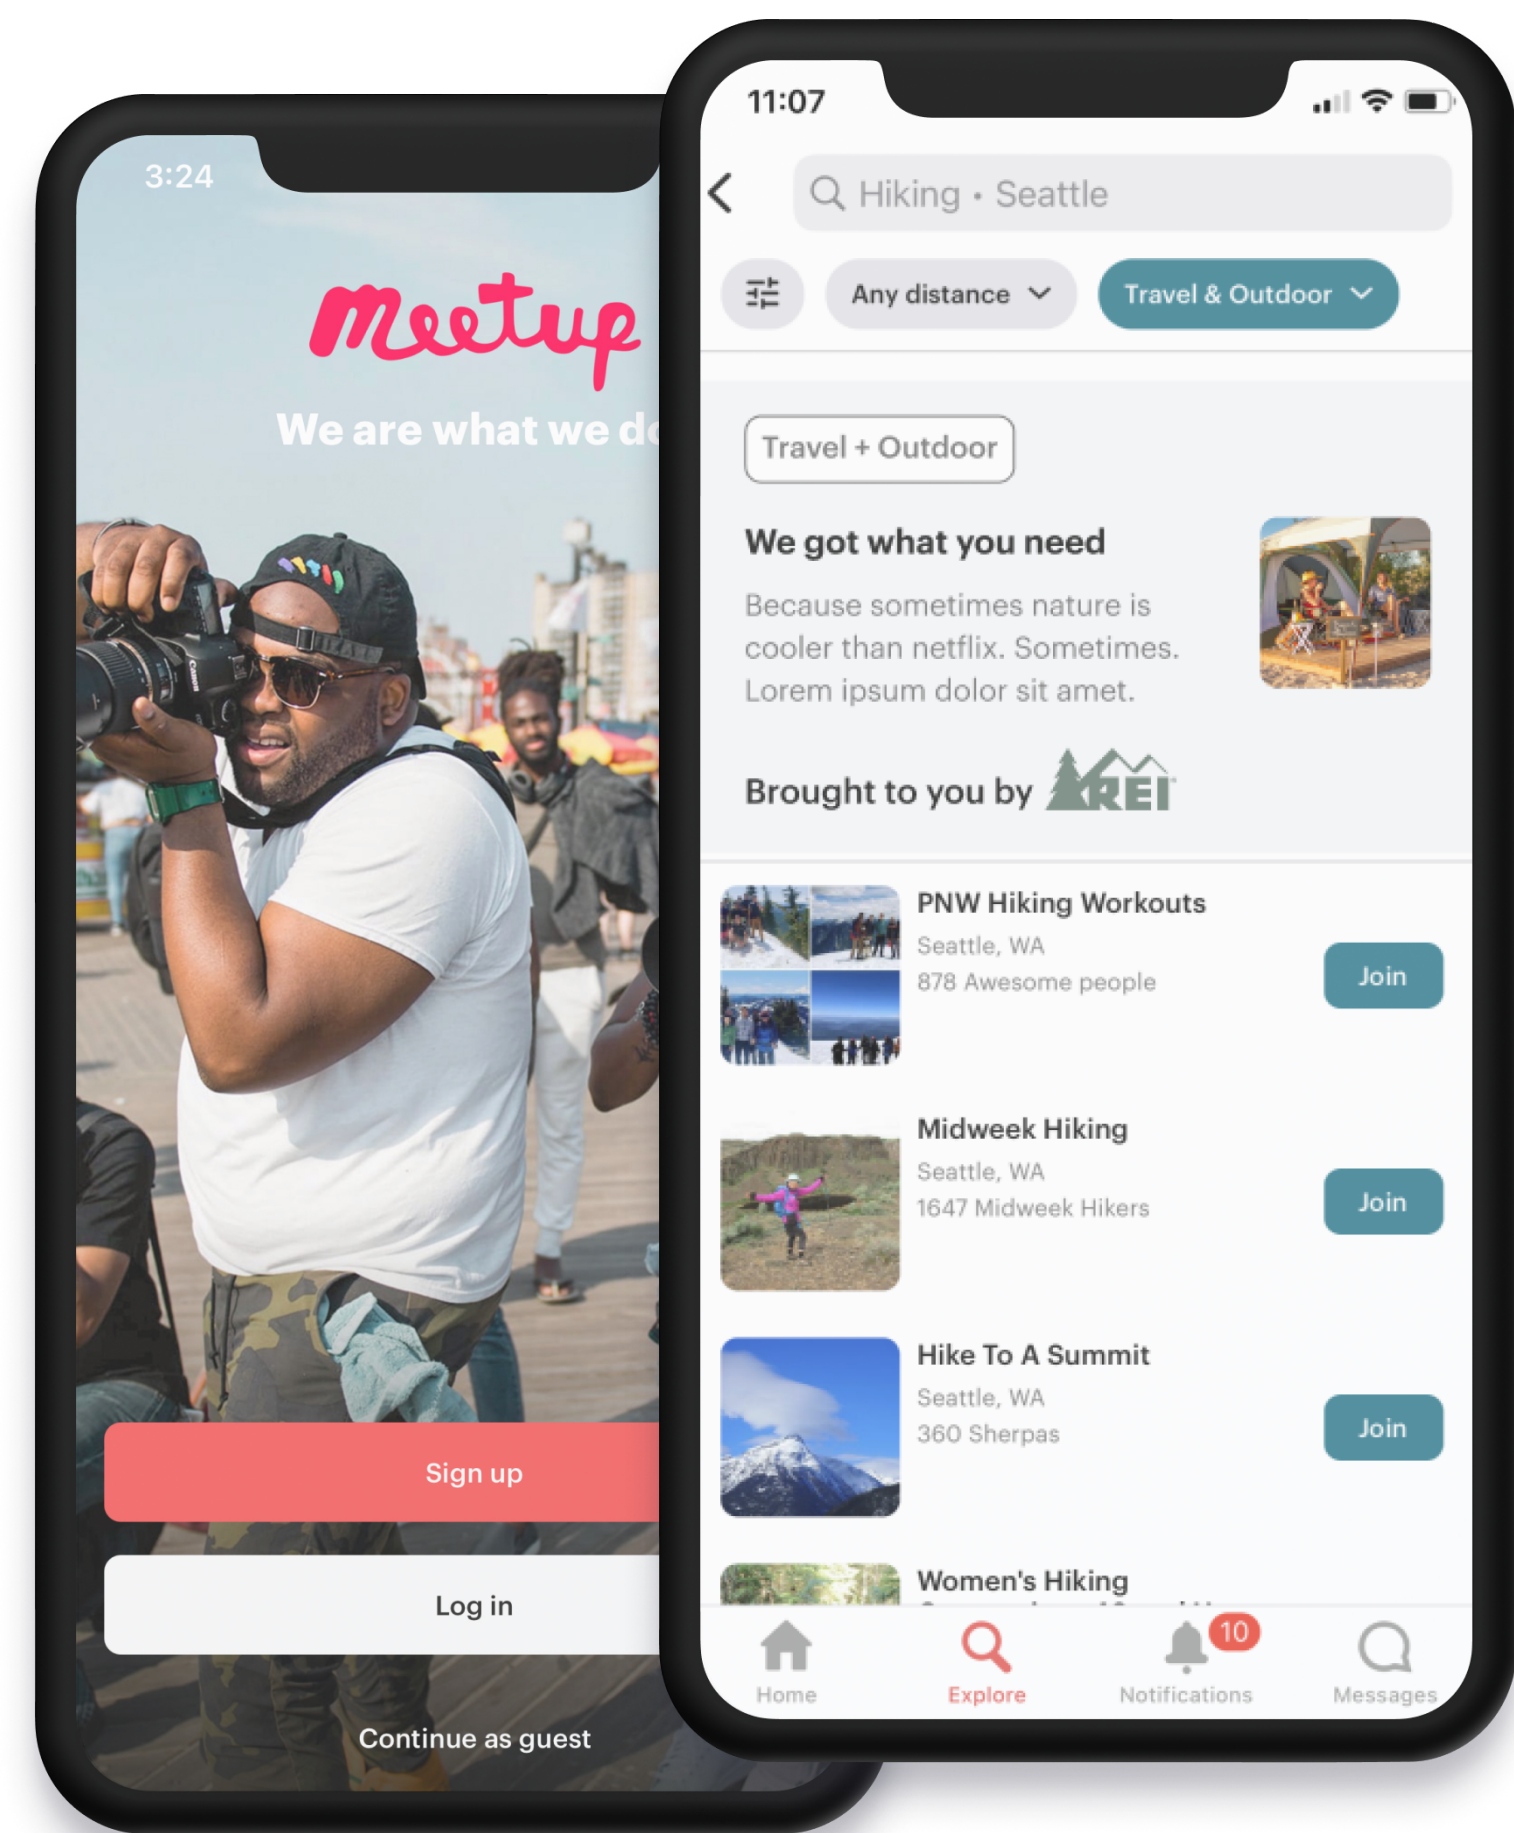 3:24
meetup
We are what we do
Canon
Sign up
Log in
Continue as guest
11:07
Hiking • Seattle
Any distance
Travel & Outdoor
Travel + Outdoor
We got what you need
Because sometimes nature is
cooler than netflix. Sometimes.
Lorem ipsum dolor sit amet.
Brought to you by REI
PNW Hiking Workouts
Seattle, WA
878 Awesome people
Join
Midweek Hiking
Seattle, WA
1647 Midweek Hikers
Join
Hike To A Summit
Seattle, WA
360 Sherpas
Join
Women's Hiking
10
Home
Explore
Notifications
Messages